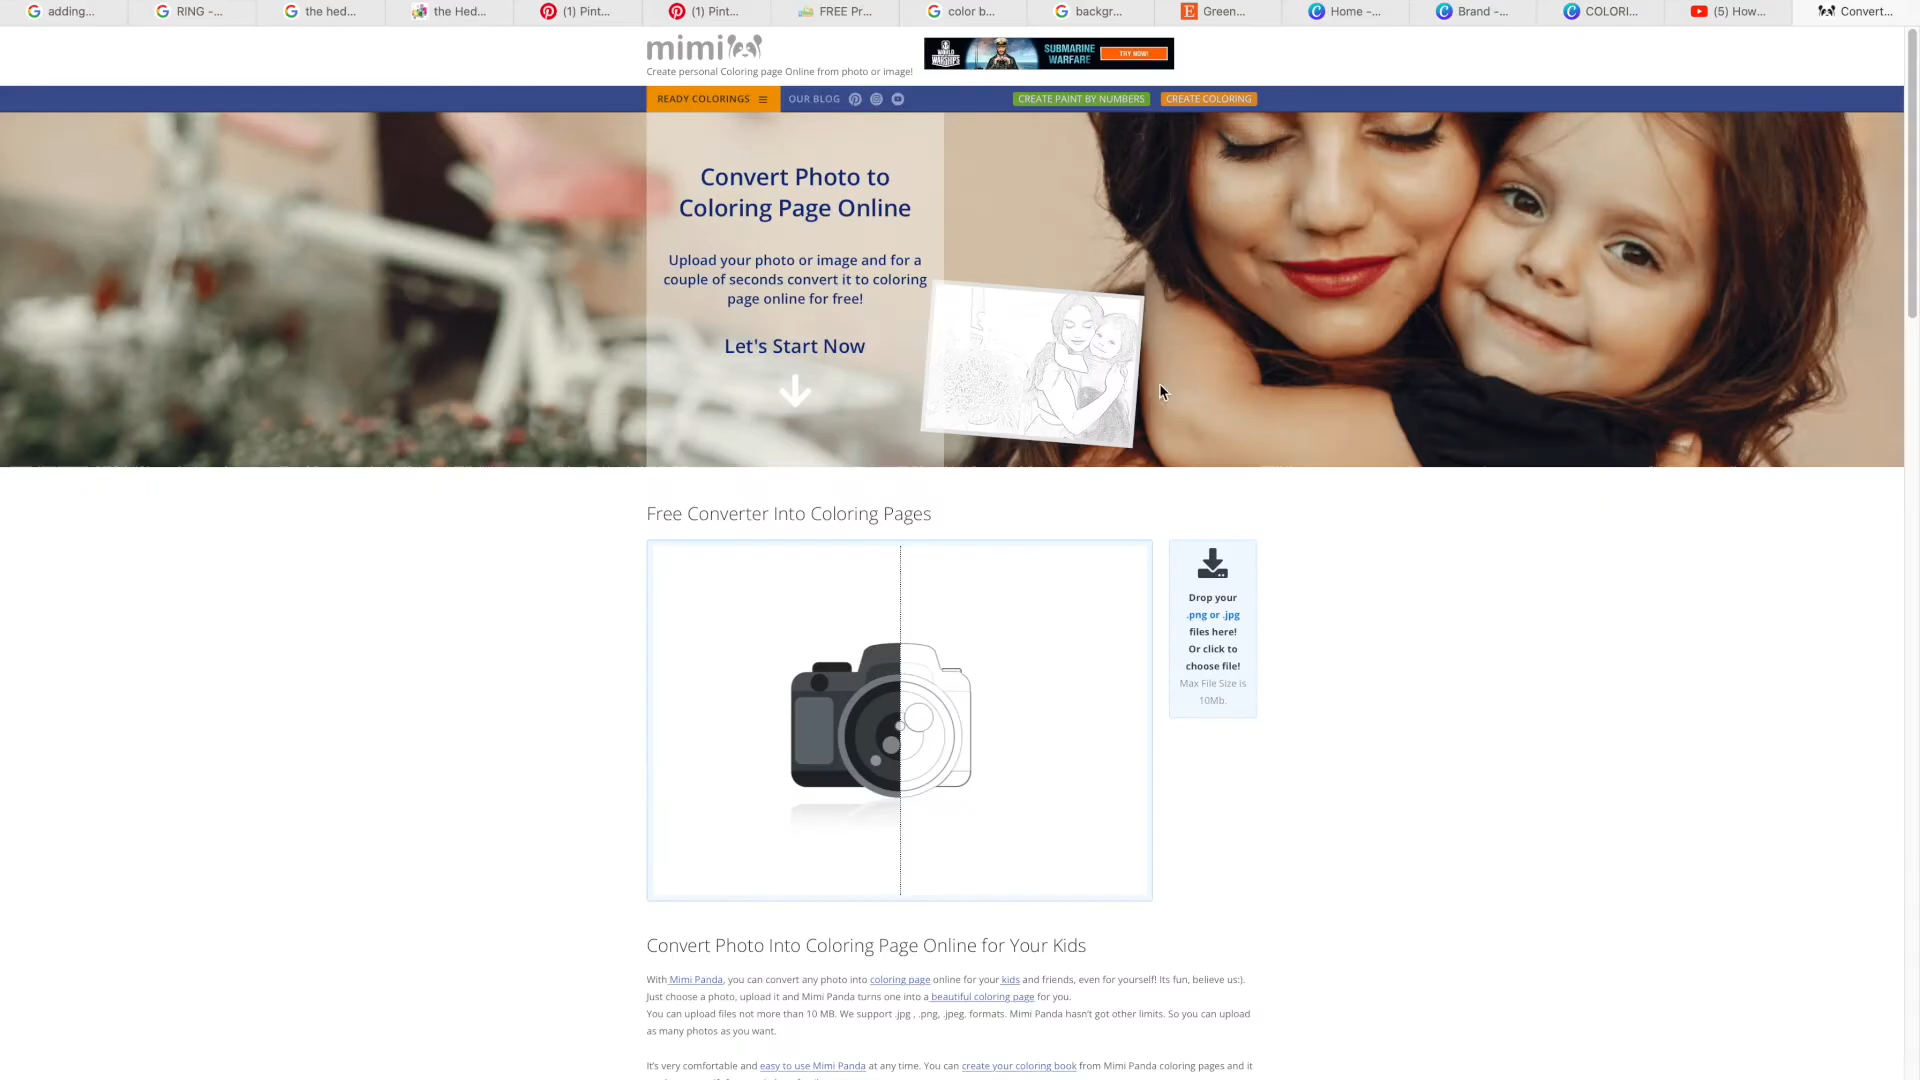 adding...
RING -...
the hed...
the Hed...
(1) Pint...
(1) Pint...
FREE Pr...
color b...
backgr...
Green...
Home -...
Brand -...
COLORI...
(5) How...
Convert...
mimi
Create personal Coloring page Online from photo or image!
WORLD of WARSHIPS
SUBMARINE WARFARE
TRY NOW!
READY COLORINGS
OUR BLOG
CREATE PAINT BY NUMBERS
CREATE COLORING
Convert Photo to
Coloring Page Online
Upload your photo or image and for a
couple of seconds convert it to coloring
page online for free!
Let's Start Now
Free Converter Into Coloring Pages
Drop your
.png or .jpg
files here!
Or click to
choose file!
Max File Size is
10Mb.
Convert Photo Into Coloring Page Online for Your Kids
With Mimi Panda, you can convert any photo into coloring page online for your kids and friends, even for yourself! Its fun, believe us:).
Just choose a photo, upload it and Mimi Panda turns one into a beautiful coloring page for you.
You can upload files not more than 10 MB. We support .jpg , .png, .jpeg. formats. Mimi Panda hasn't got other limits. So you can upload
as many photos as you want.
It's very comfortable and easy to use Mimi Panda at any time. You can create your coloring book from Mimi Panda coloring pages and it